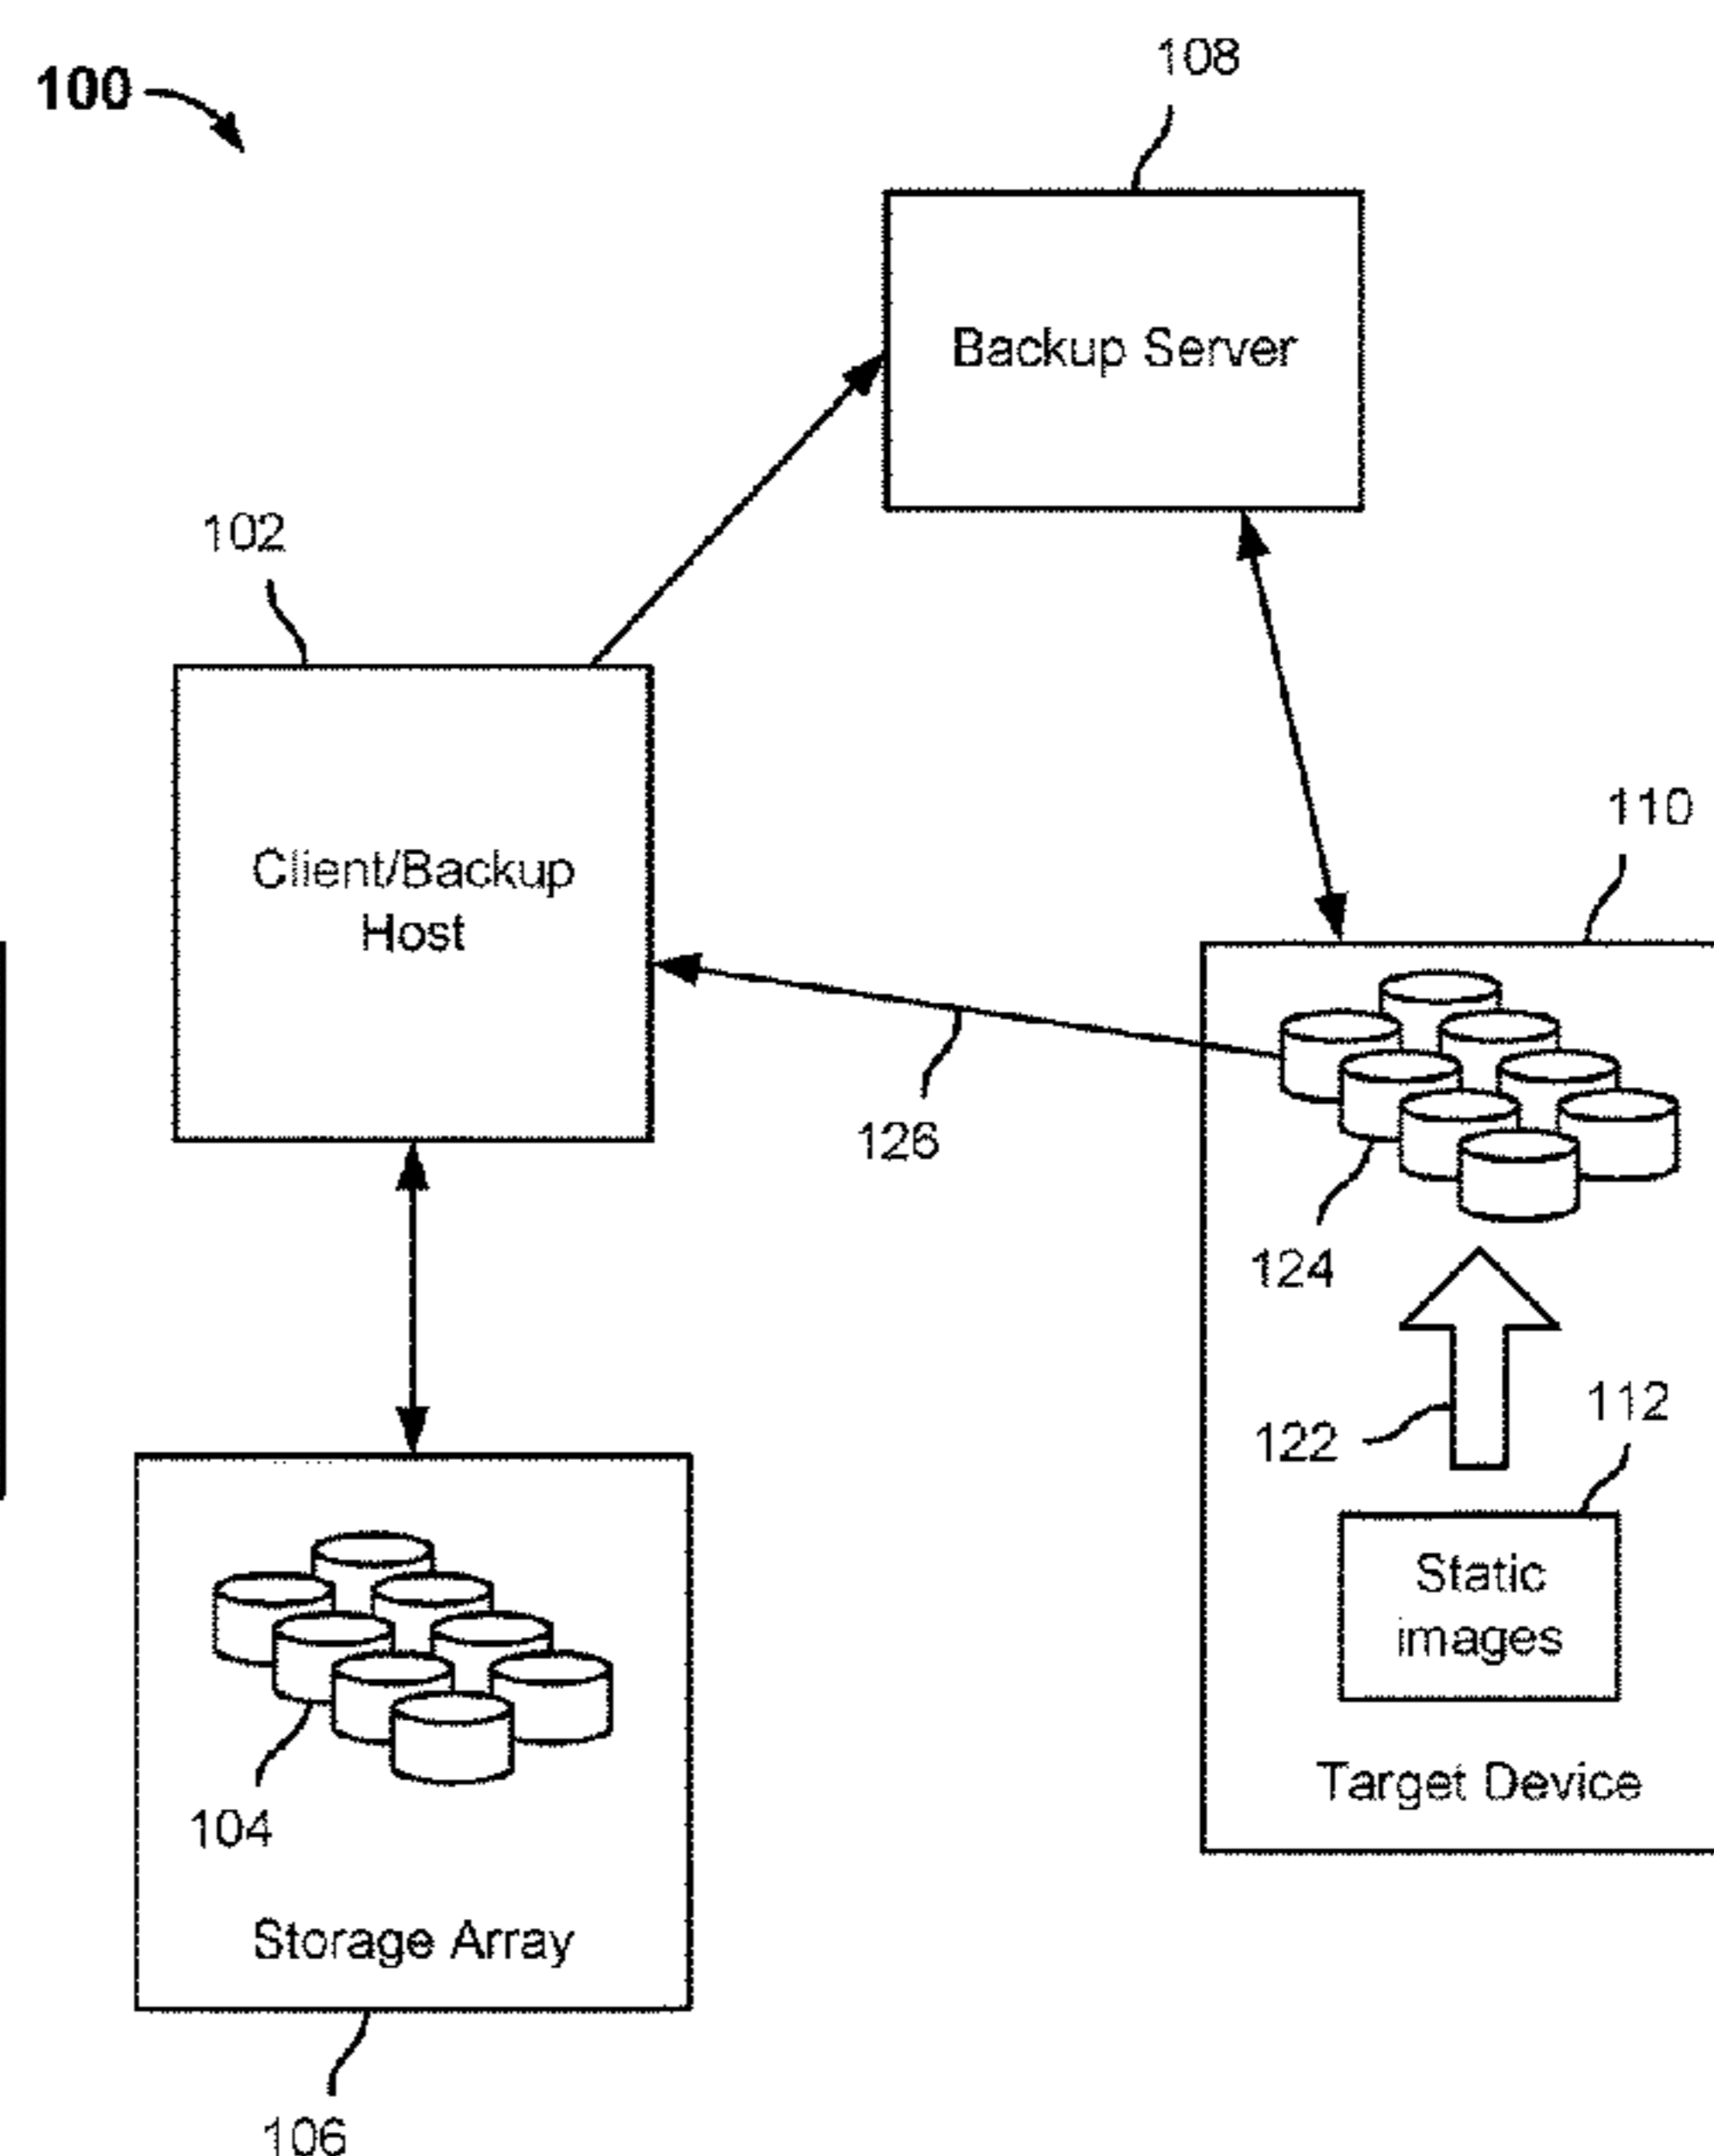 100
108
Backup Server
102
110
Client/Backup
Host
126
124
122
112
Static
images
Target Device
104
Storage Array
106